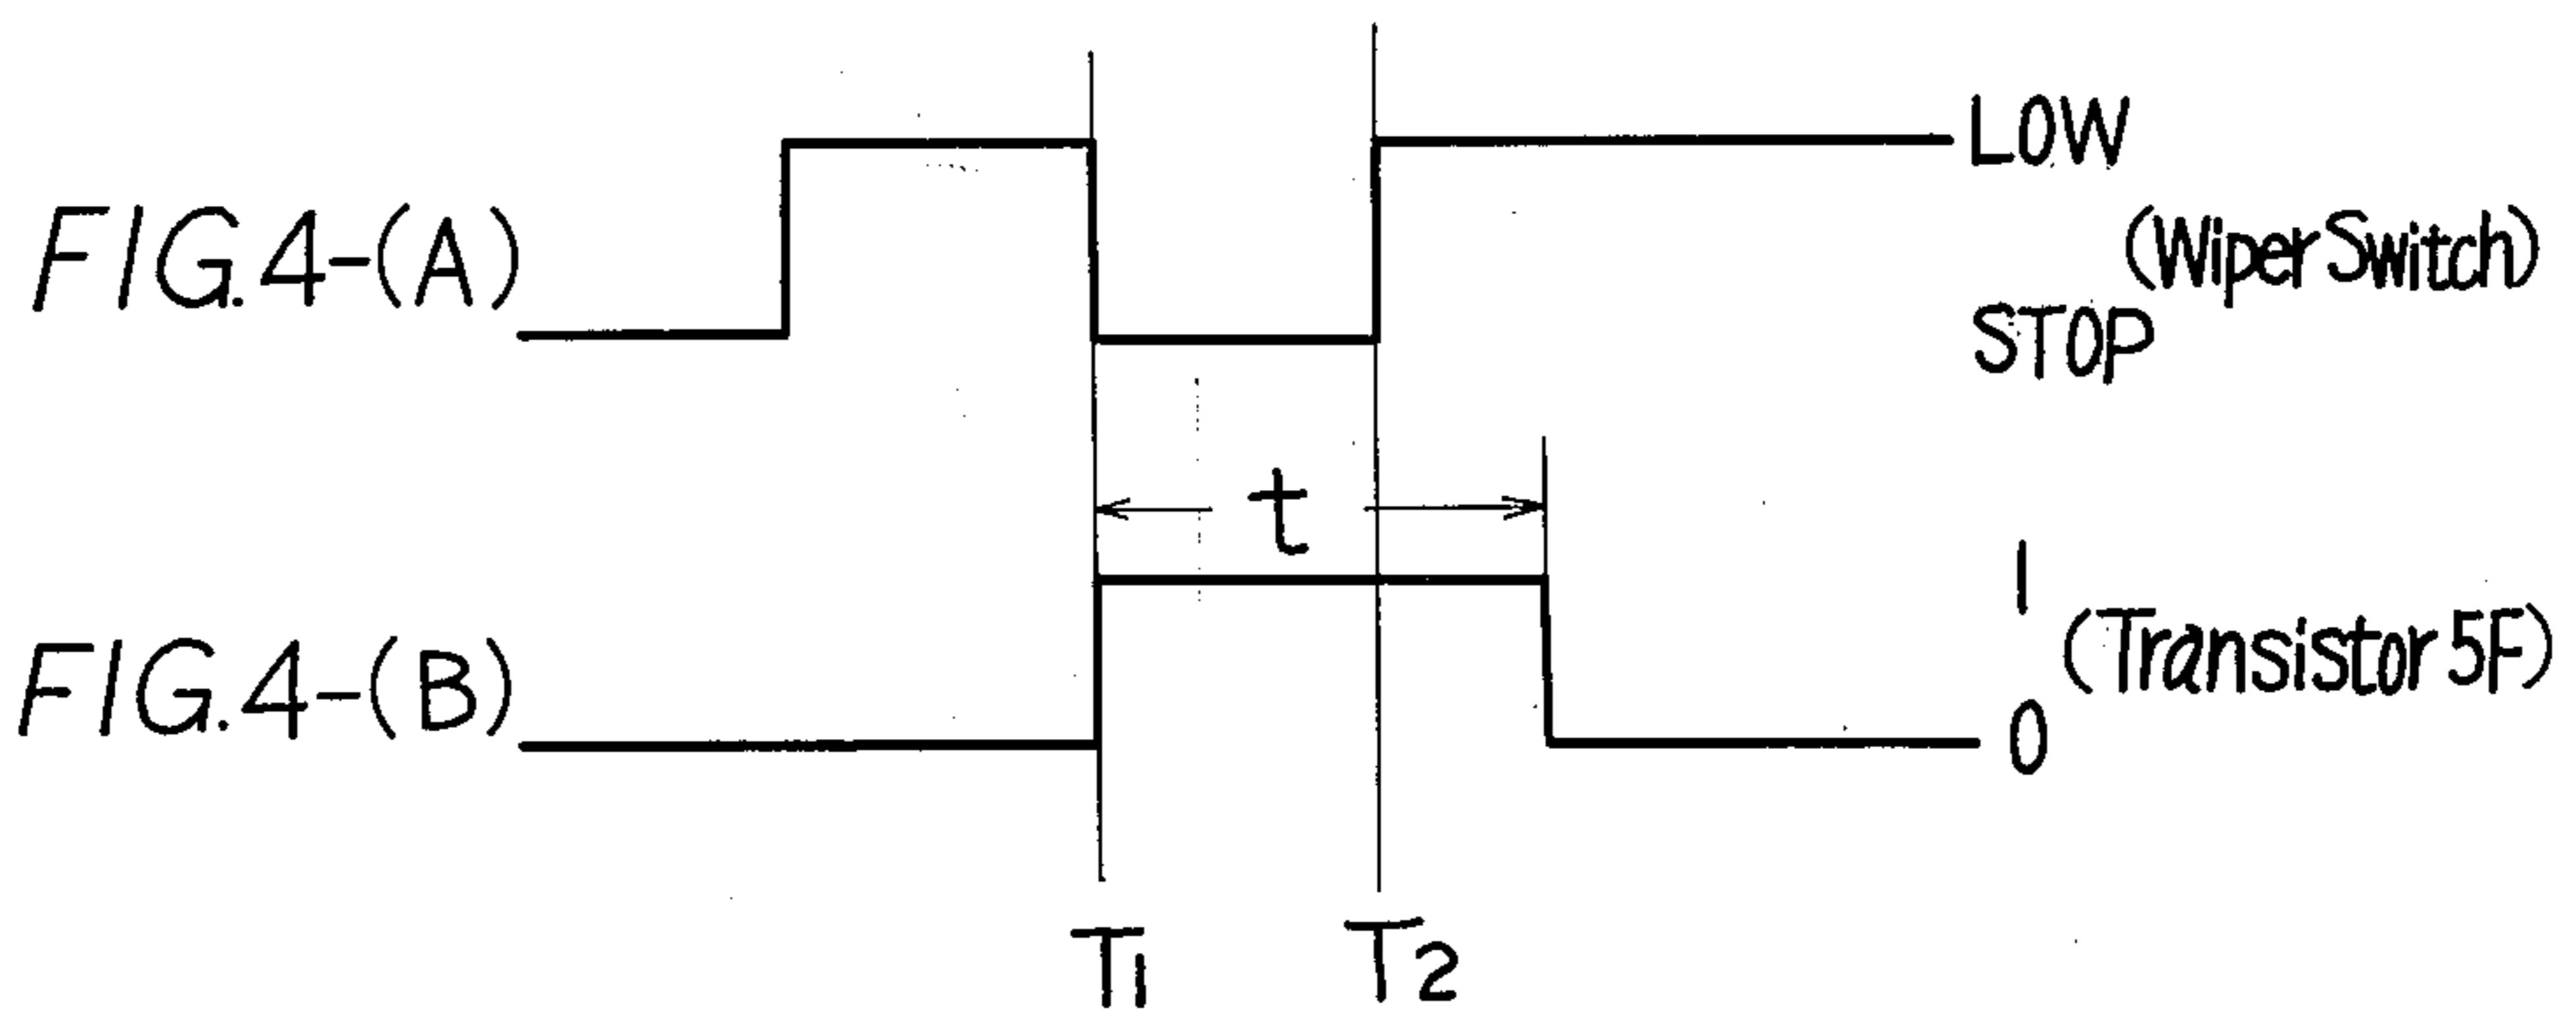 LOW
FIG.4-(A)
(Wiper Switch)
STOP
t
1
FIG.4-(B)
(Transistor 5F)
0
T1
T2